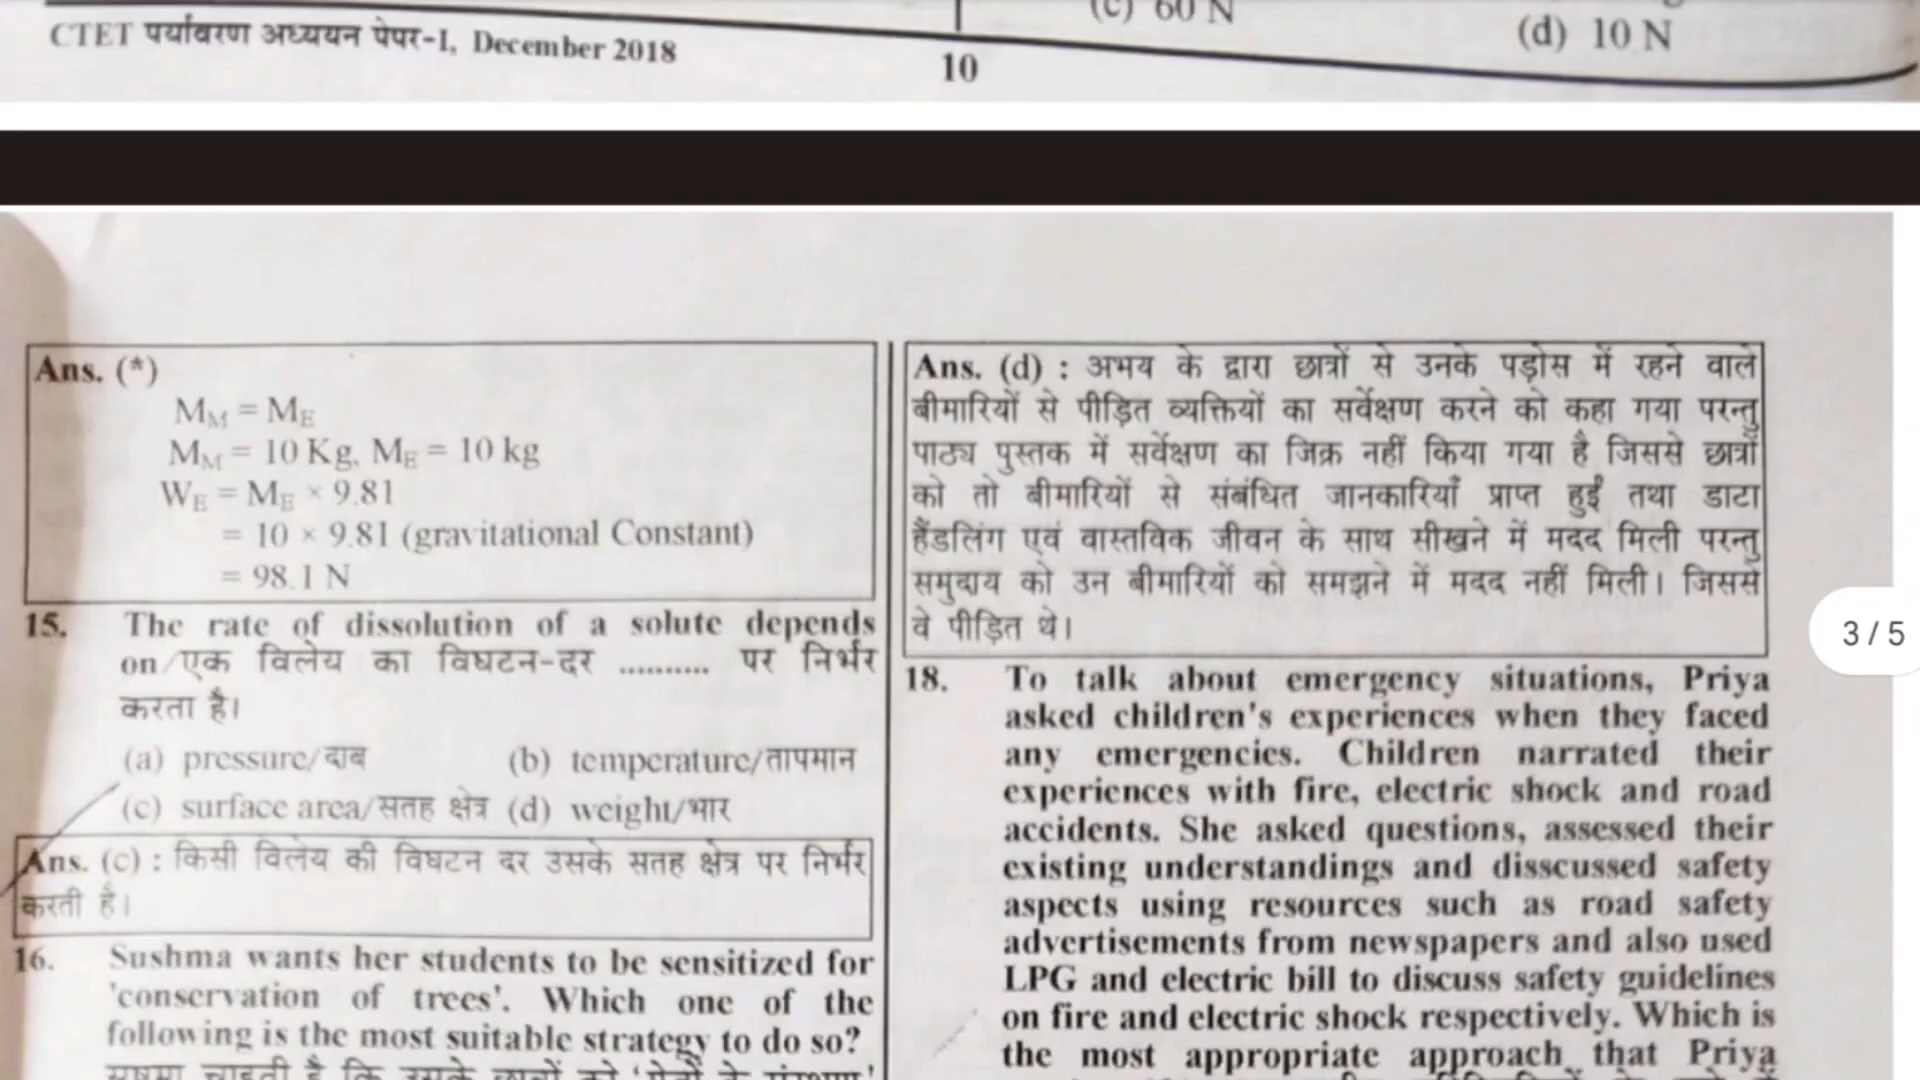 CTET पर्यावरण अध्ययन पेपर-I, December 2018
10
(c) 60 N
(d) 10 N
Ans. (*)
M_M = M_E
M_M = 10 Kg, M_E = 10 kg
W_E = M_E × 9.81
= 10 × 9.81 (gravitational Constant)
= 98.1 N
15. The rate of dissolution of a solute depends
on/एक विलेय का विघटन-दर .......... पर निर्भर
करता है।
(a) pressure/दाब (b) temperature/तापमान
(c) surface area/सतह क्षेत्र (d) weight/भार
Ans. (c) : किसी विलेय की विघटन दर उसके सतह क्षेत्र पर निर्भर
करती है।
16. Sushma wants her students to be sensitized for
'conservation of trees'. Which one of the
following is the most suitable strategy to do so?
सुषमा चाहती है कि उसके छात्रों को 'पेड़ों के संरक्षण'
Ans. (d) : अभय के द्वारा छात्रों से उनके पड़ोस में रहने वाले
बीमारियों से पीड़ित व्यक्तियों का सर्वेक्षण करने को कहा गया परन्तु
पाठ्य पुस्तक में सर्वेक्षण का जिक्र नहीं किया गया है जिससे छात्रों
को तो बीमारियों से संबंधित जानकारियाँ प्राप्त हुईं तथा डाटा
हैंडलिंग एवं वास्तविक जीवन के साथ सीखने में मदद मिली परन्तु
समुदाय को उन बीमारियों को समझने में मदद नहीं मिली। जिससे
वे पीड़ित थे।
18. To talk about emergency situations, Priya
asked children's experiences when they faced
any emergencies. Children narrated their
experiences with fire, electric shock and road
accidents. She asked questions, assessed their
existing understandings and disscussed safety
aspects using resources such as road safety
advertisements from newspapers and also used
LPG and electric bill to discuss safety guidelines
on fire and electric shock respectively. Which is
the most appropriate approach that Priya
3 / 5